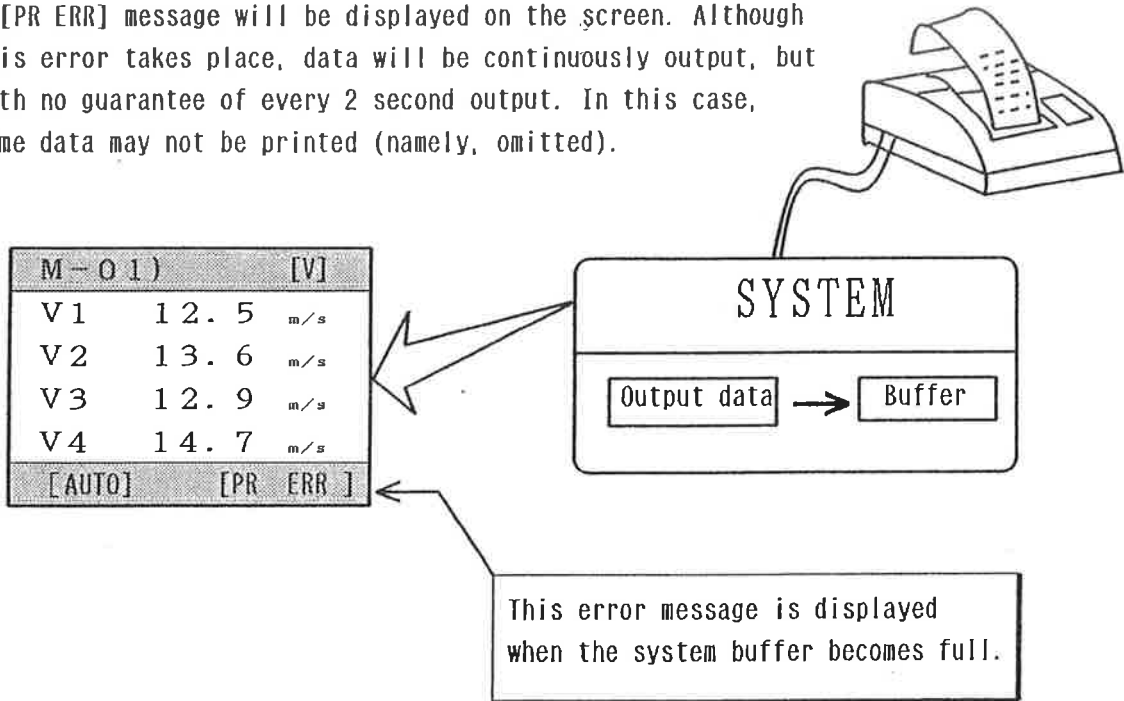 [PR ERR] message will be displayed on the screen. Although
is error takes place, data will be continuously output, but
th no guarantee of every 2 second output. In this case,
me data may not be printed (namely, omitted).
M-01) [V]
V1 12.5 m/s
V2 13.6 m/s
V3 12.9 m/s
V4 14.7 m/s
[AUTO] [PR ERR ]
SYSTEM
Output data
Buffer
This error message is displayed
when the system buffer becomes full.